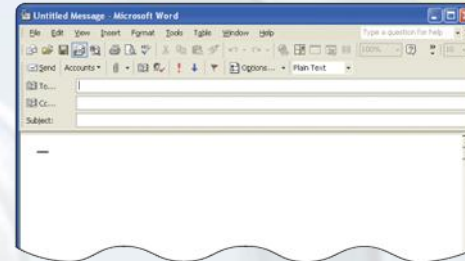 Untitled Message - Microsoft Word
File Edit View Insert Format Tools Table Window Help Type a question for help
100%
Send Accounts Options... Plain Text
To...
Cc...
Subject: